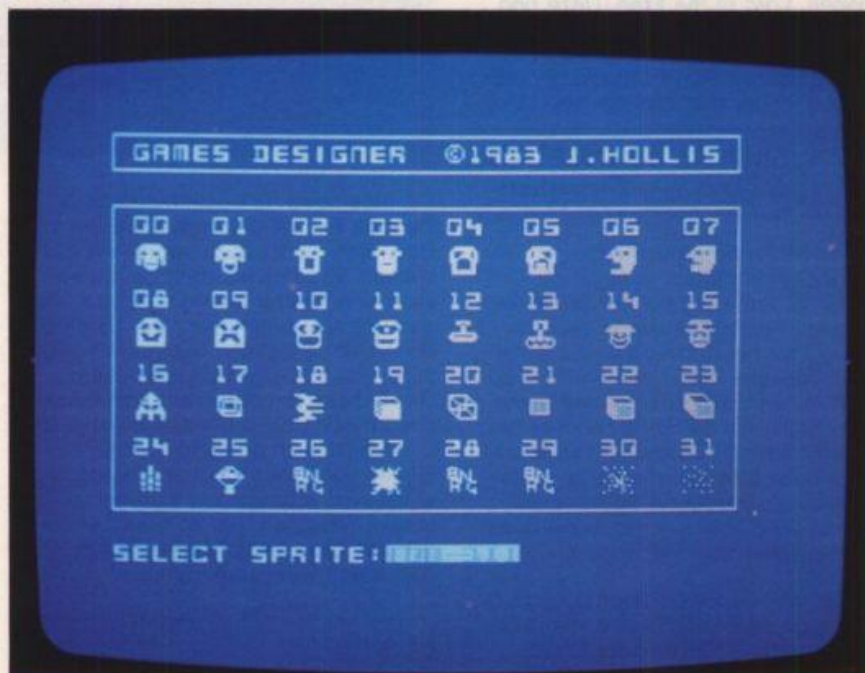 GAMES DESIGNER ©1983 J.HOLLIS
00 01 02 03 04 05 06 07
08 09 10 11 12 13 14 15
16 17 18 19 20 21 22 23
24 25 26 27 28 29 30 31
SELECT SPRITE: